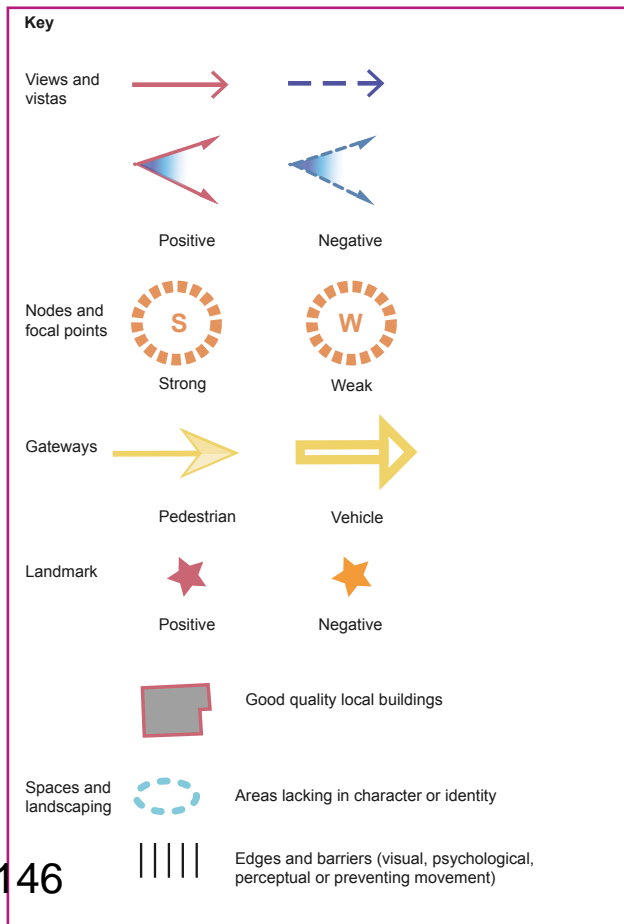 Key
Views and
vistas
Positive
Negative
Nodes and
focal points
S
W
Strong
Weak
Gateways
Pedestrian
Vehicle
Landmark
Positive
Negative
Good quality local buildings
Spaces and
landscaping
Areas lacking in character or identity
Edges and barriers (visual, psychological,
perceptual or preventing movement)
146